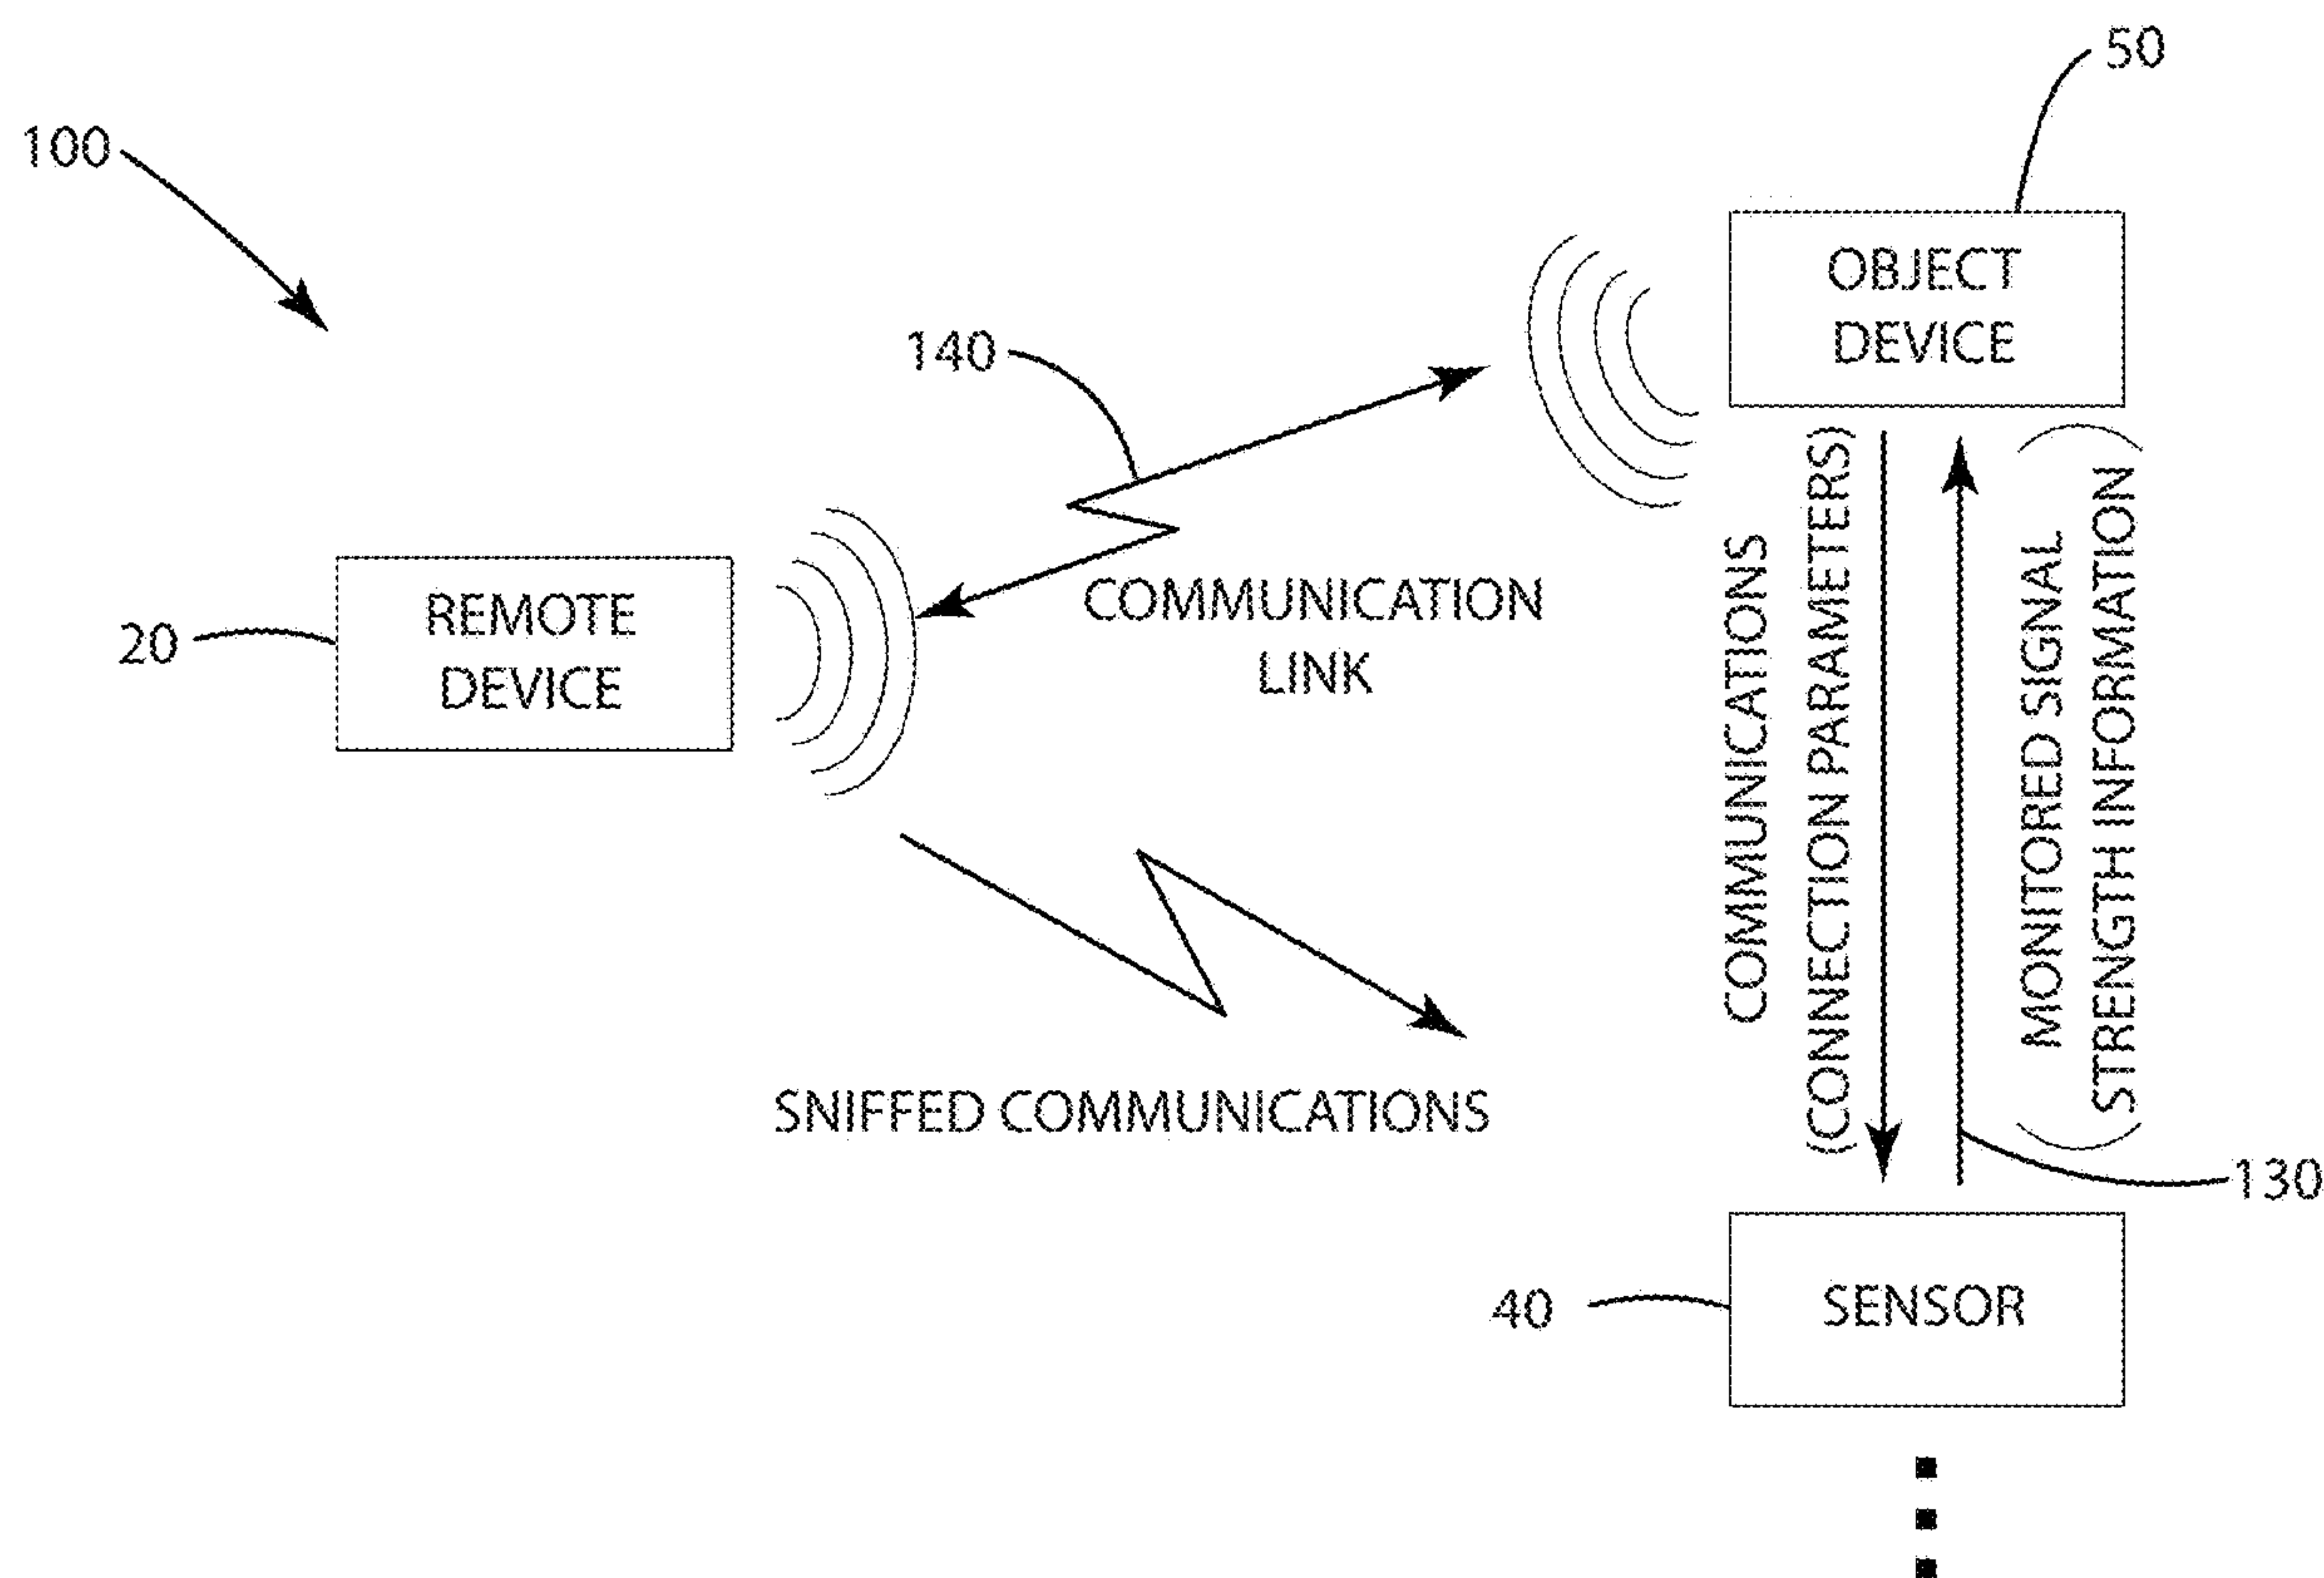 50
100
OBJECT
DEVICE
140
REMOTE
DEVICE
20
COMMUNICATION
LINK
COMMUNICATIONS
(CONNECTION PARAMETERS)
(MONITORED SIGNAL
STRENGTH INFORMATION)
SNIFFED COMMUNICATIONS
130
40
SENSOR